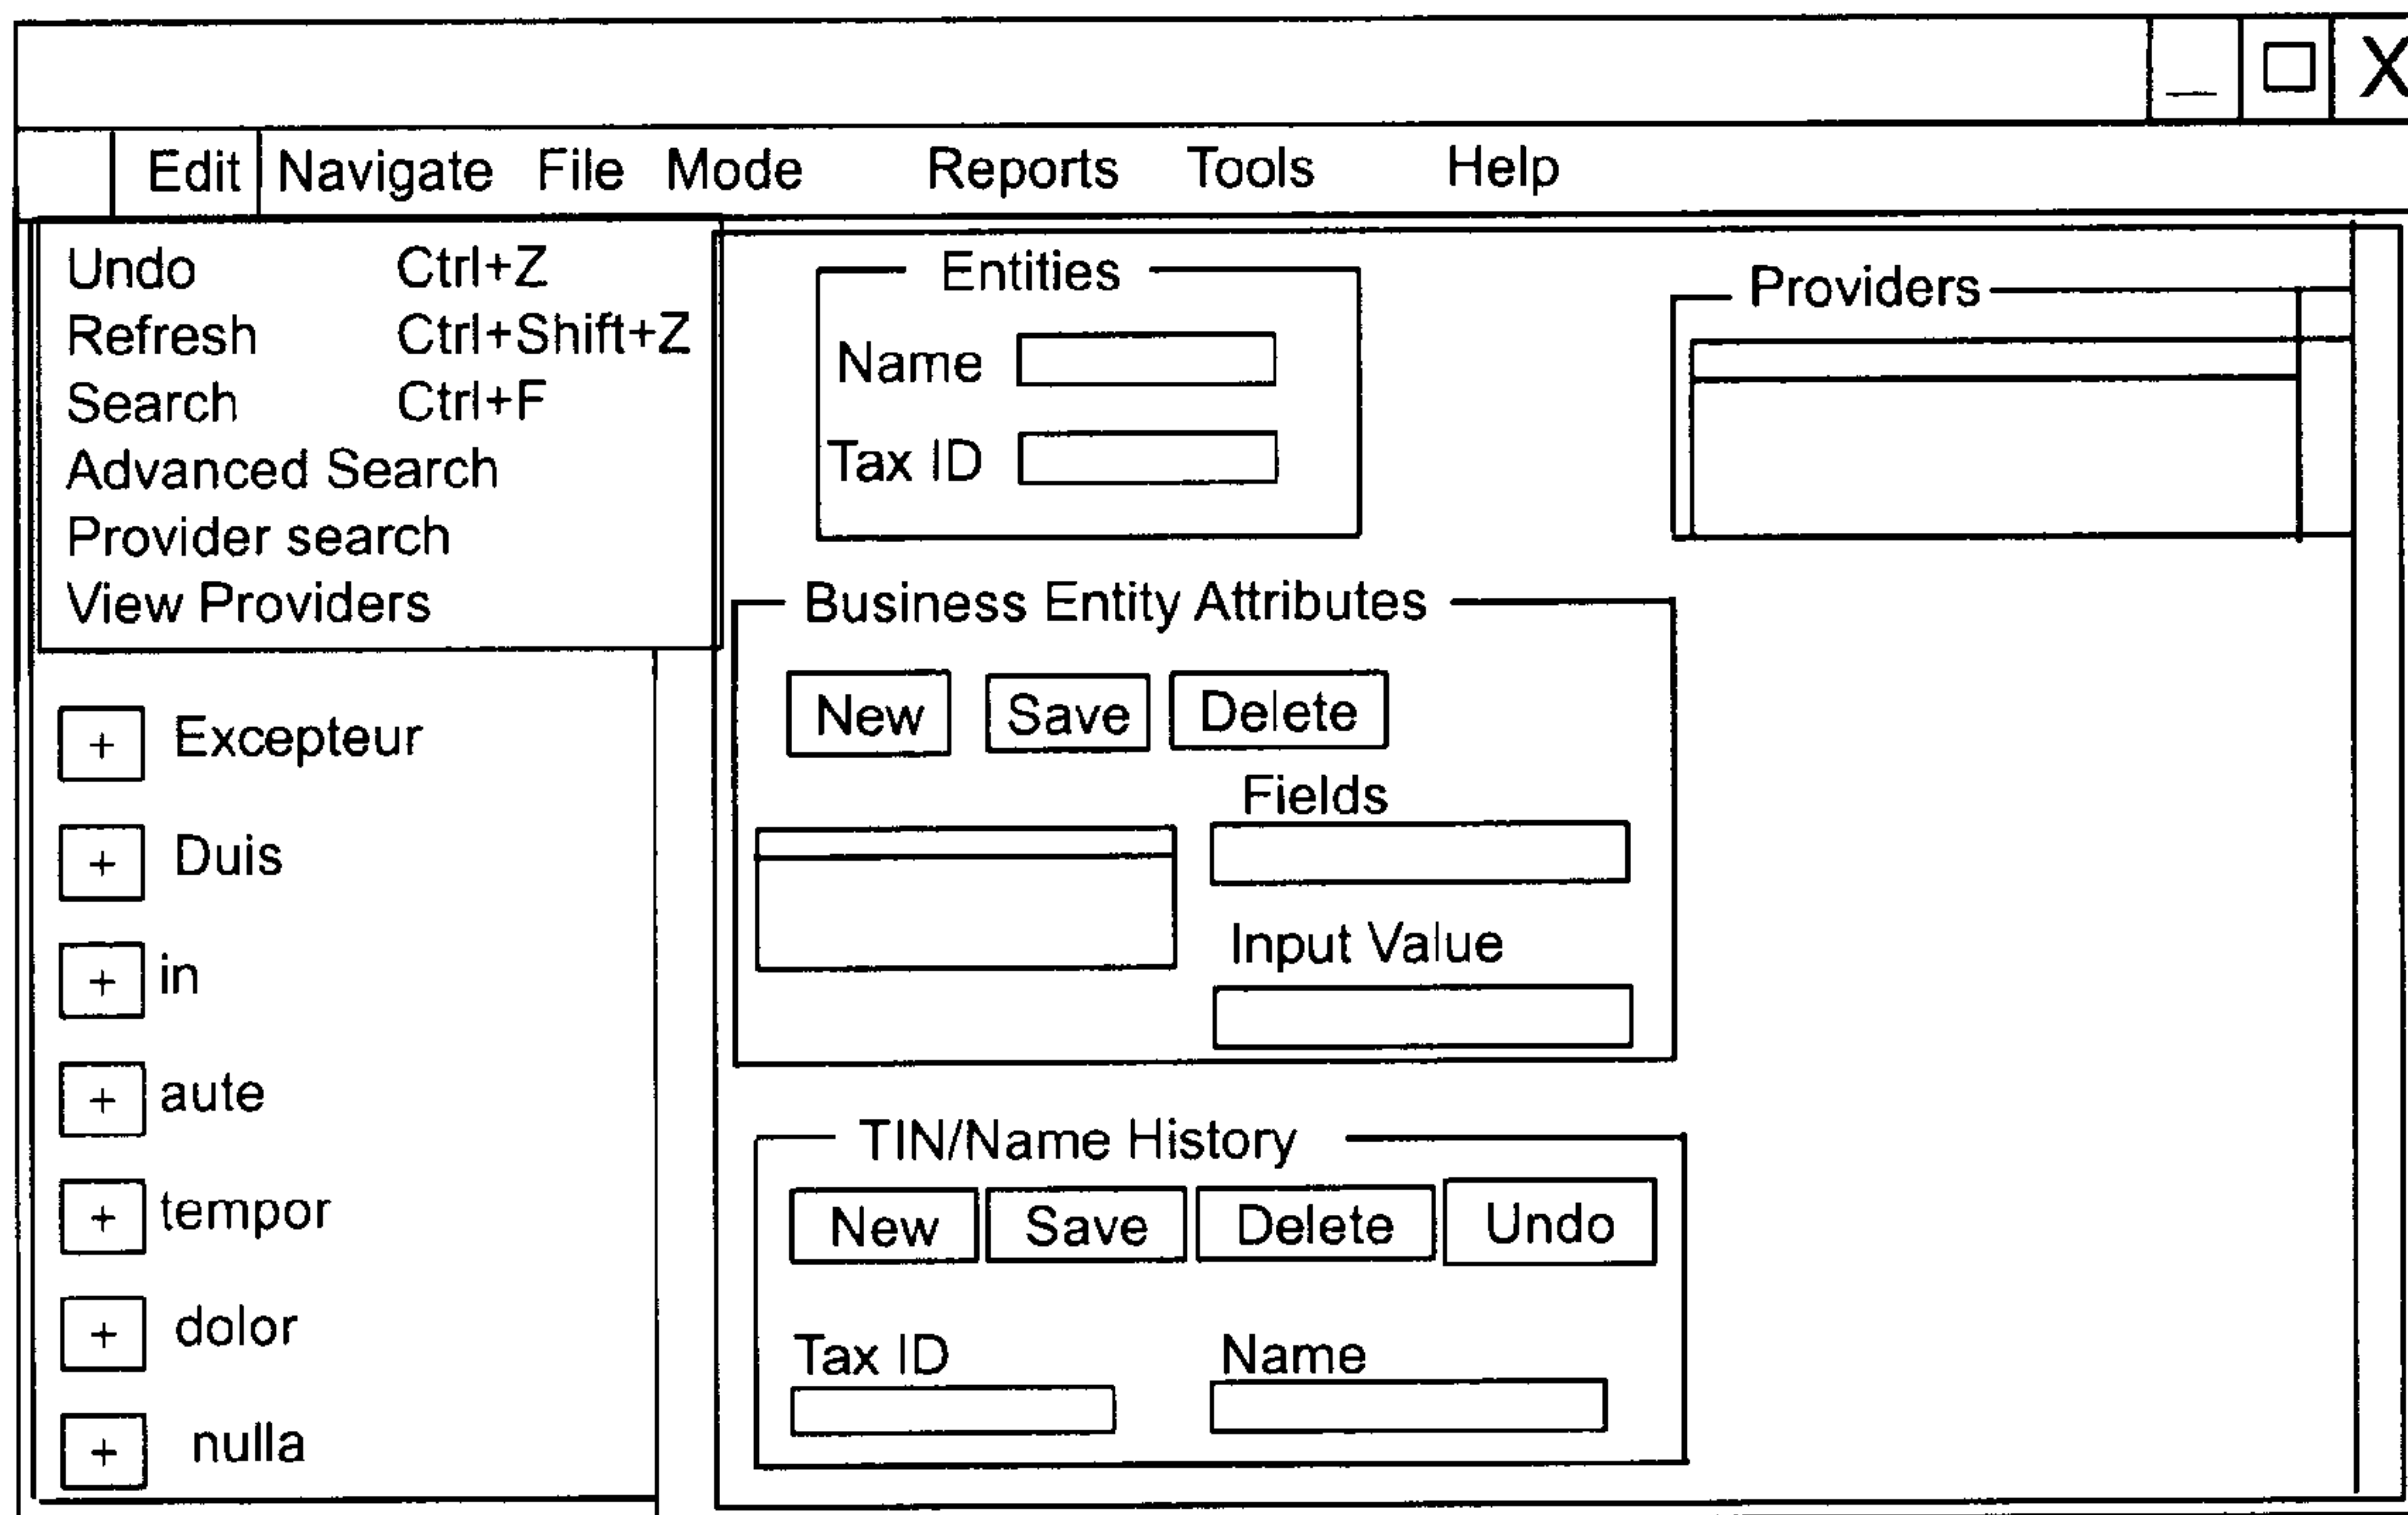 _ □ X
Edit Navigate File Mode Reports Tools Help
Undo Ctrl+Z
Refresh Ctrl+Shift+Z
Search Ctrl+F
Advanced Search
Provider search
View Providers
+ Excepteur
+ Duis
+ in
+ aute
+ tempor
+ dolor
+ nulla
Entities
Name
Tax ID
Providers
Business Entity Attributes
New Save Delete
Fields
Input Value
TIN/Name History
New Save Delete Undo
Tax ID Name